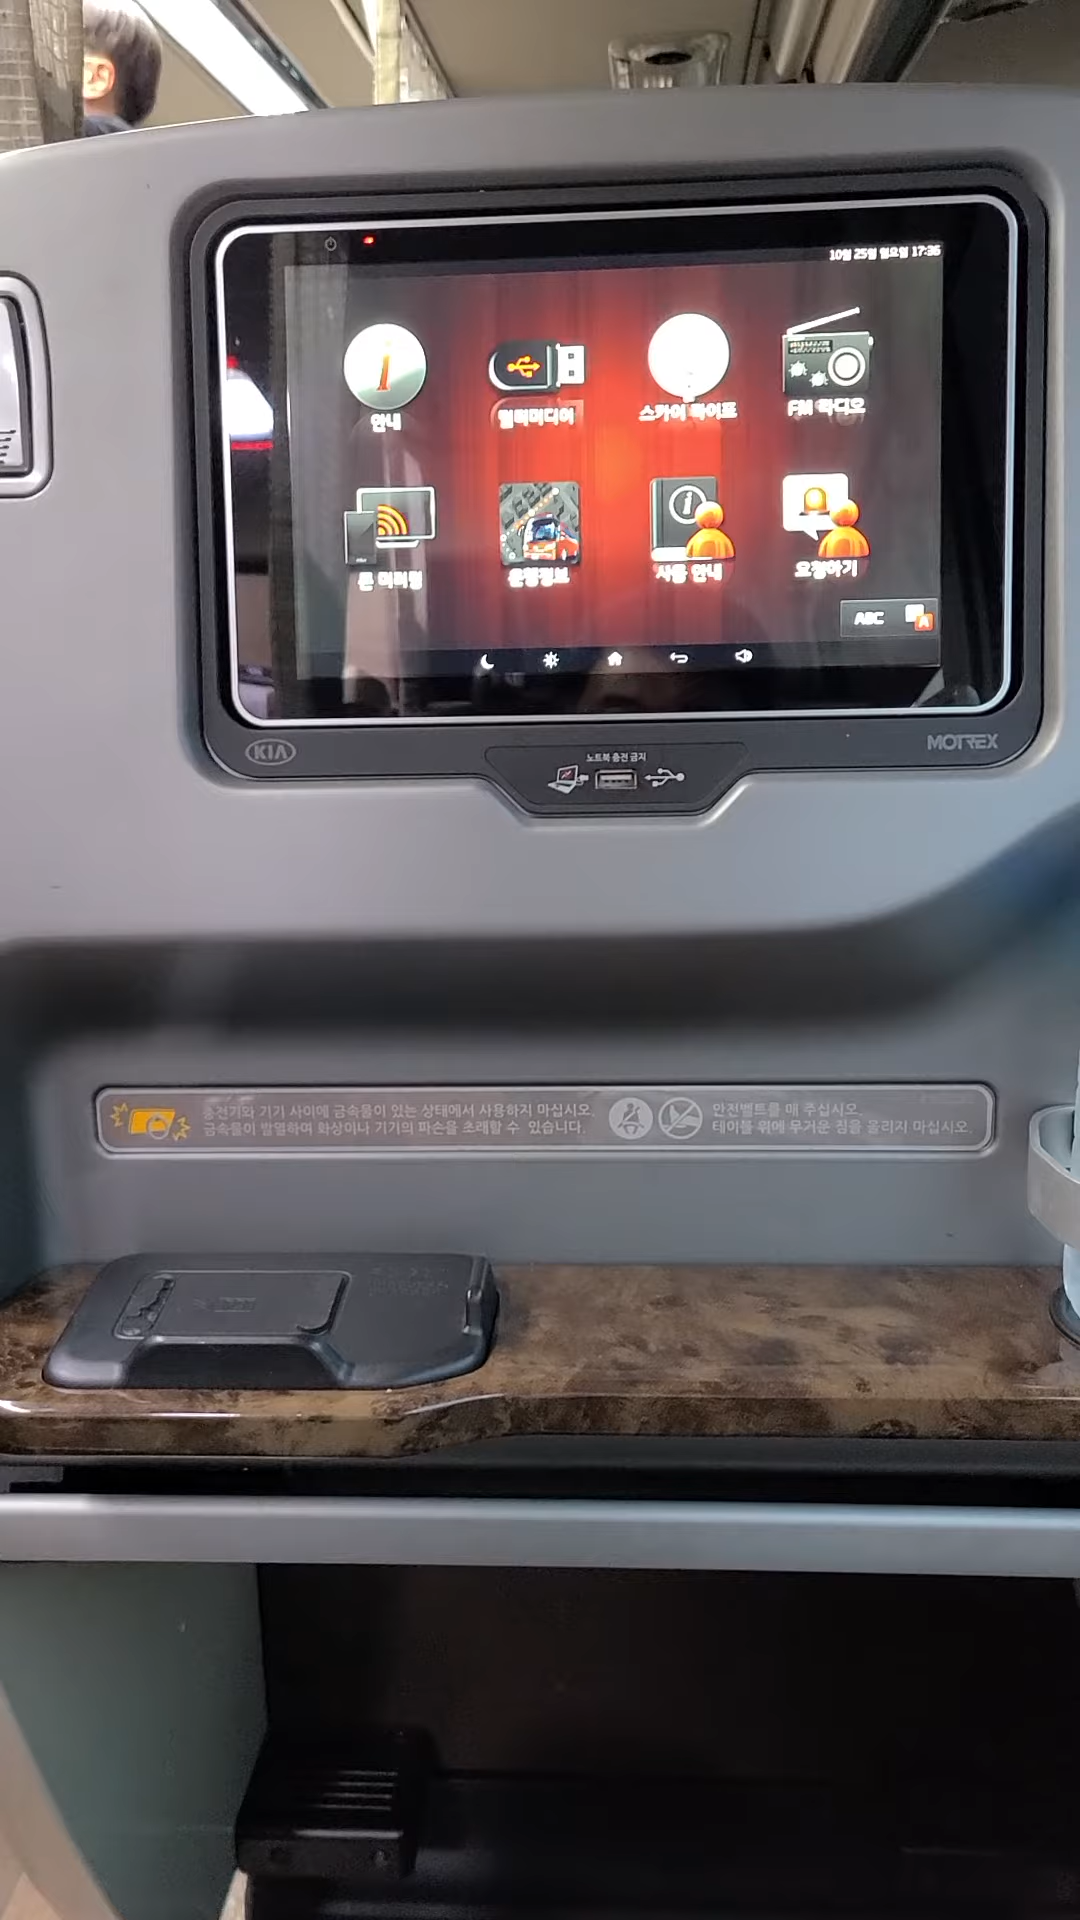 10월 25일 일요일 17:36
안내
멀티미디어
스카이 라이프
FM 라디오
폰 미러링
운행정보
사용 안내
요청하기
ABC
A
KIA
MOTREX
노트북 충전 금지
충전기와 기기 사이에 금속물이 있는 상태에서 사용하지 마십시오.
금속물이 발열하며 화상이나 기기의 파손을 초래할 수 있습니다.
안전벨트를 매 주십시오.
테이블 위에 무거운 짐을 올리지 마십시오.